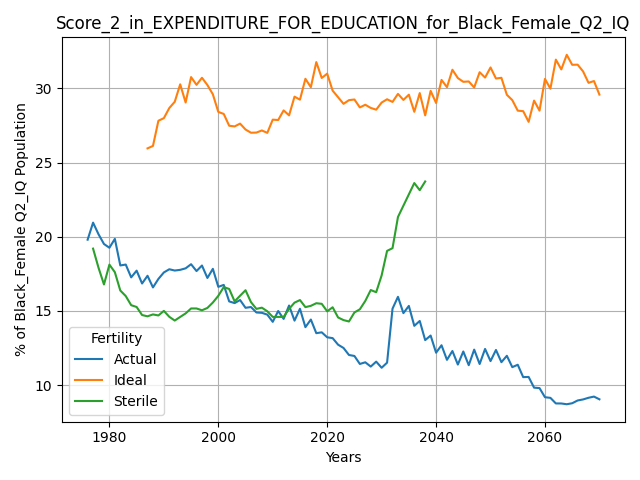 Score_2_in_EXPENDITURE_FOR_EDUCATION_for_Black_Female_Q2_IQ
% of Black_Female Q2_IQ Population
30
25
20
15
10
Fertility
Actual
Ideal
Sterile
1980 2000 2020 2040 2060
Years